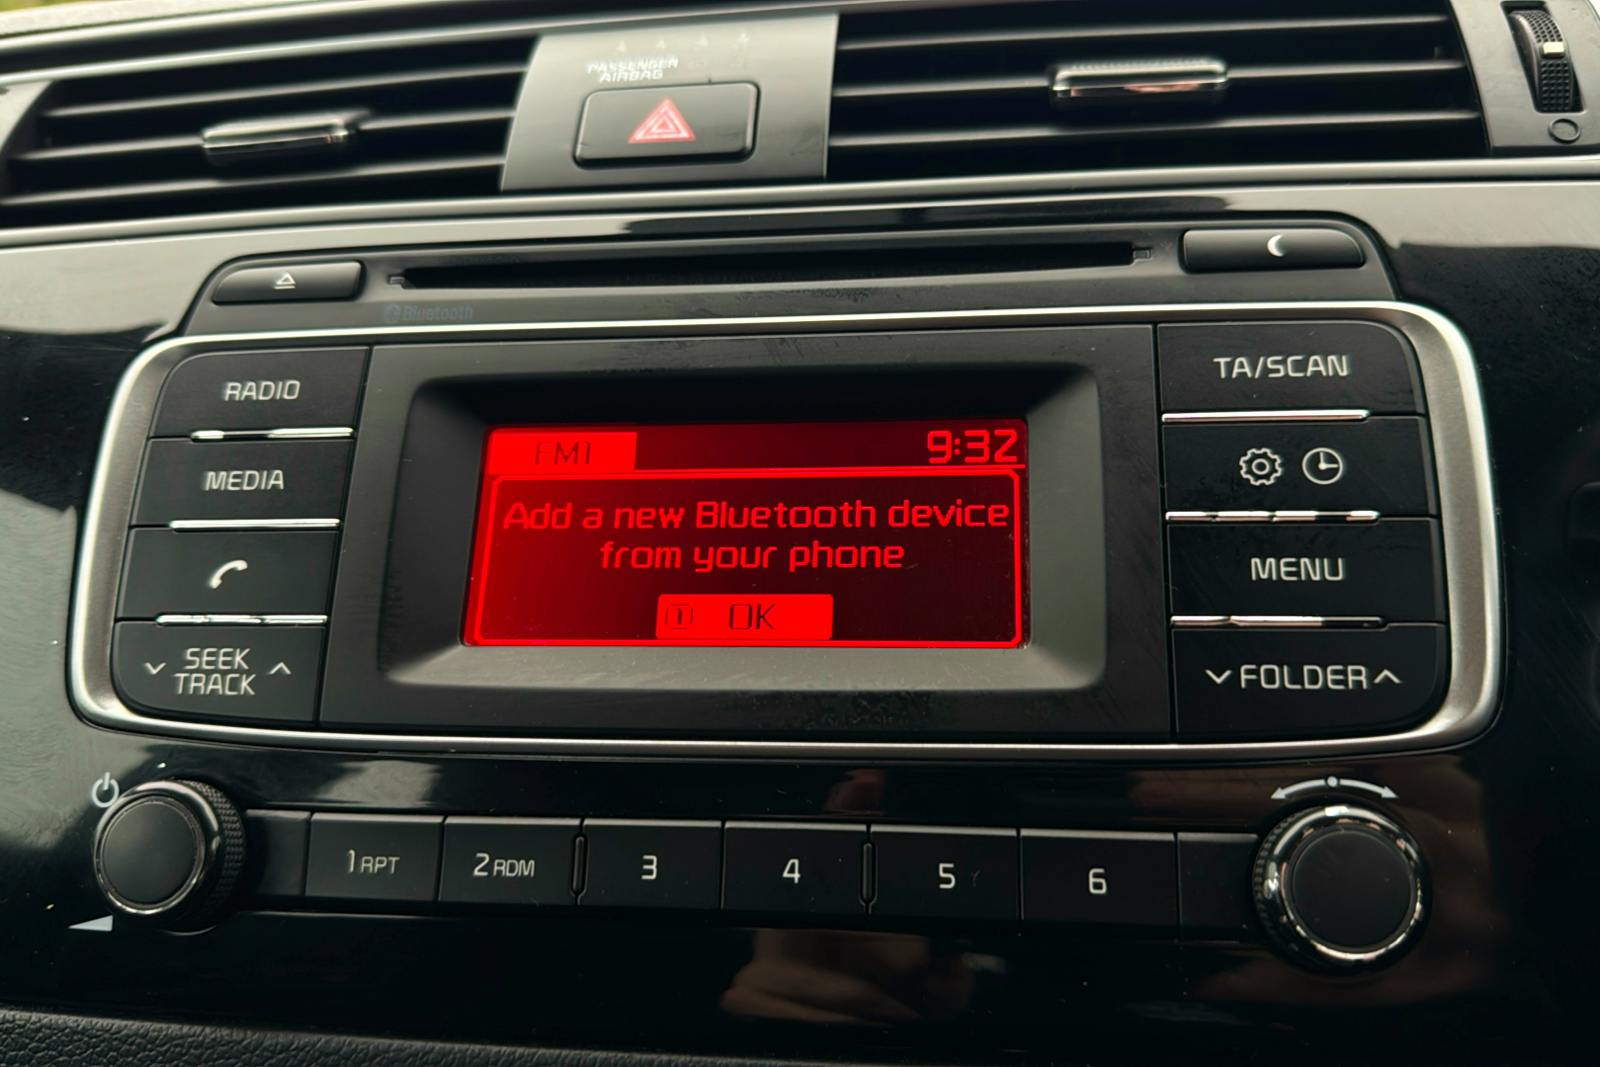 PASSENGER
AIRBAG
Bluetooth
RADIO
MEDIA
SEEK
TRACK
FM1
9:32
Add a new Bluetooth device
from your phone
1 OK
TA/SCAN
MENU
FOLDER
1 RPT
2 RDM
3
4
5
6